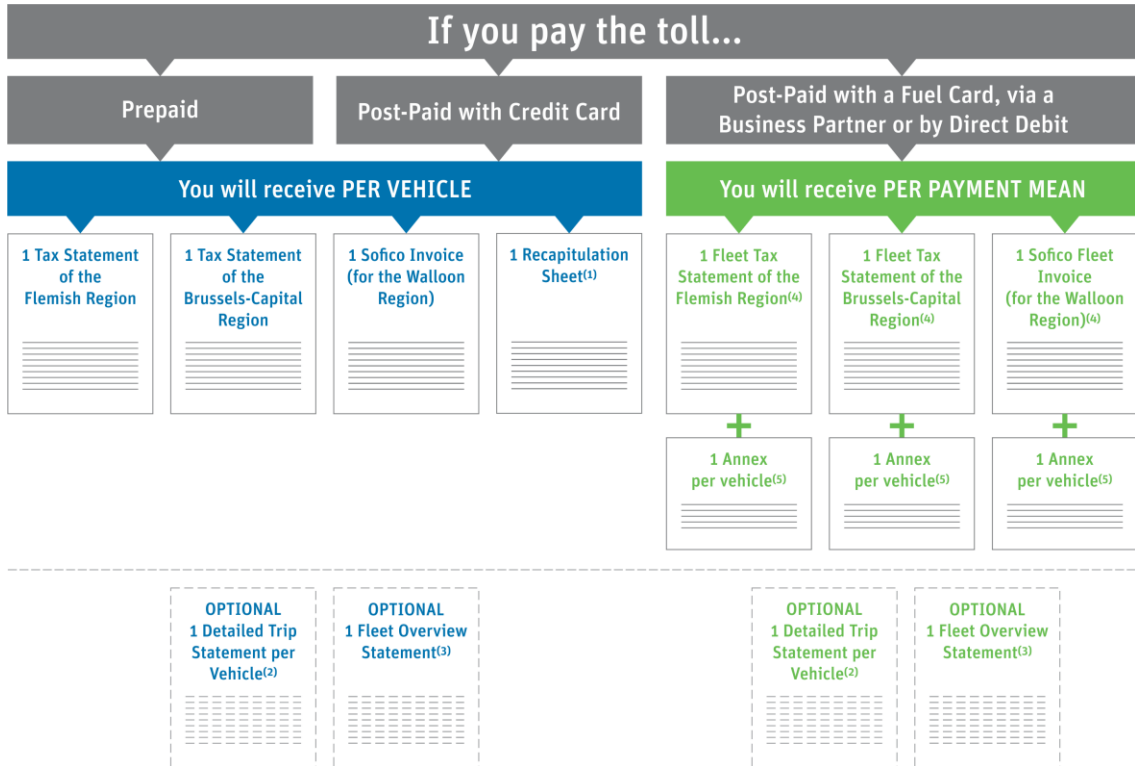 If you pay the toll...
Prepaid
Post-Paid with Credit Card
Post-Paid with a Fuel Card, via a
Business Partner or by Direct Debit
You will receive PER VEHICLE
You will receive PER PAYMENT MEAN
1 Tax Statement
of the
Flemish Region
1 Tax Statement
of the
Brussels-Capital
Region
1 Sofico Invoice
(for the Walloon
Region)
1 Recapitulation
Sheet(1)
1 Fleet Tax
Statement of the
Flemish Region(4)
1 Fleet Tax
Statement of the
Brussels-Capital
Region(4)
1 Sofico Fleet
Invoice
(for the Walloon
Region)(4)
+
+
+
1 Annex
per vehicle(5)
1 Annex
per vehicle(5)
1 Annex
per vehicle(5)
OPTIONAL
1 Detailed Trip
Statement per
Vehicle(2)
OPTIONAL
1 Fleet Overview
Statement(3)
OPTIONAL
1 Detailed Trip
Statement per
Vehicle(2)
OPTIONAL
1 Fleet Overview
Statement(3)